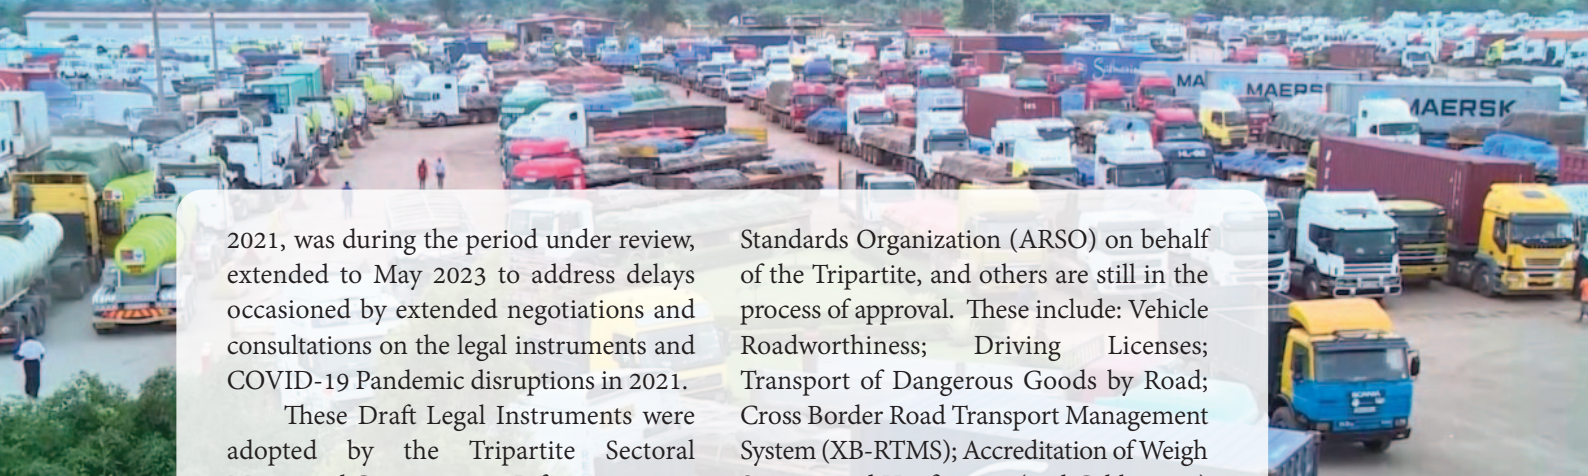 MAERSK
MAERSK
SCANIA
2021, was during the period under review,
extended to May 2023 to address delays
occasioned by extended negotiations and
consultations on the legal instruments and
COVID-19 Pandemic disruptions in 2021.
These Draft Legal Instruments were
adopted by the Tripartite Sectoral
Standards Organization (ARSO) on behalf
of the Tripartite, and others are still in the
process of approval. These include: Vehicle
Roadworthiness; Driving Licenses;
Transport of Dangerous Goods by Road;
Cross Border Road Transport Management
System (XB-RTMS); Accreditation of Weigh